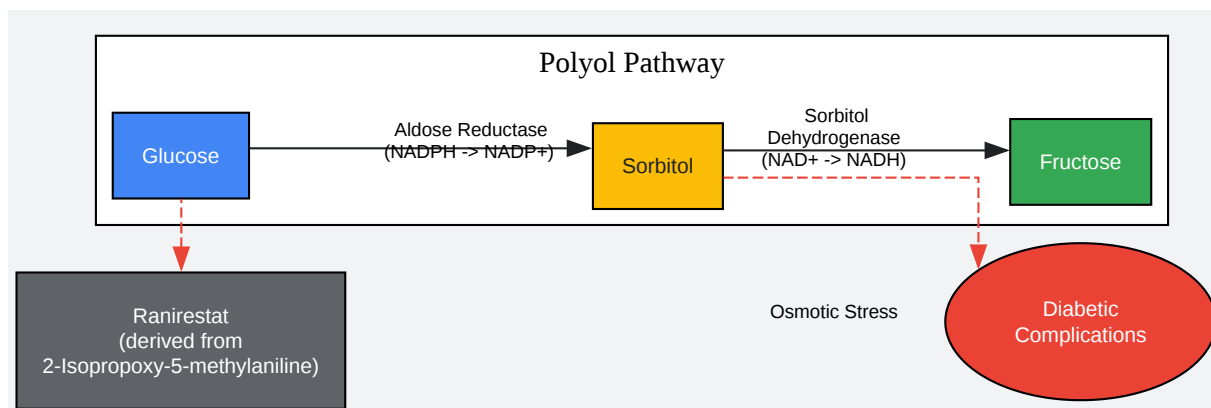 Polyol Pathway
Glucose
Aldose Reductase
(NADPH -> NADP+)
Sorbitol
Sorbitol
Dehydrogenase
(NAD+ -> NADH)
Fructose
Ranirestat
(derived from
2-Isopropoxy-5-methylaniline)
Osmotic Stress
Diabetic
Complications